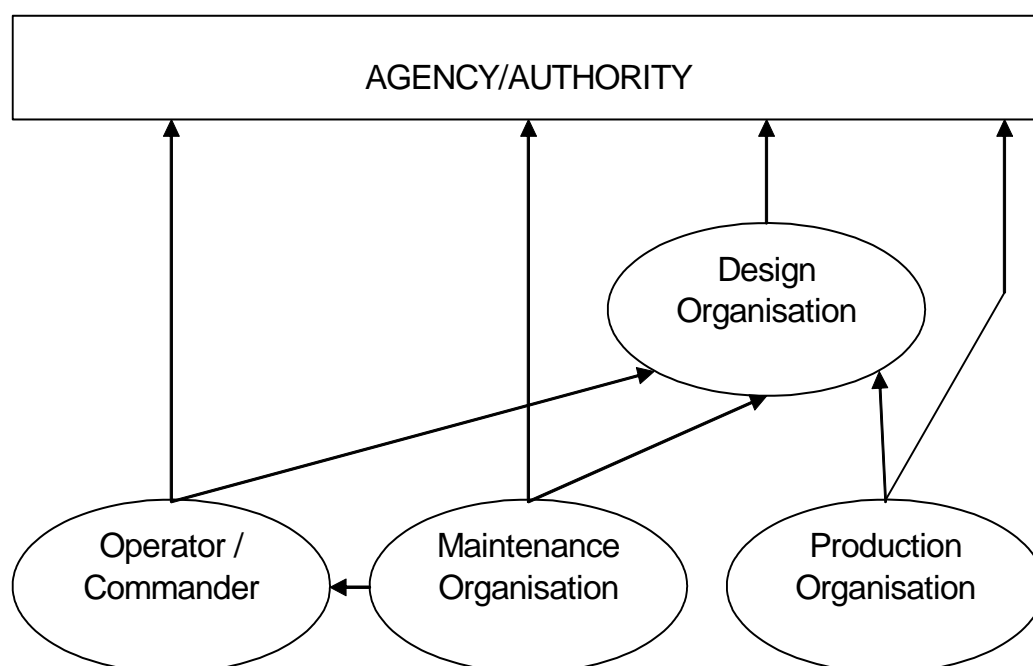 AGENCY/AUTHORITY
Design
Organisation
Operator /
Commander
Maintenance
Organisation
Production
Organisation